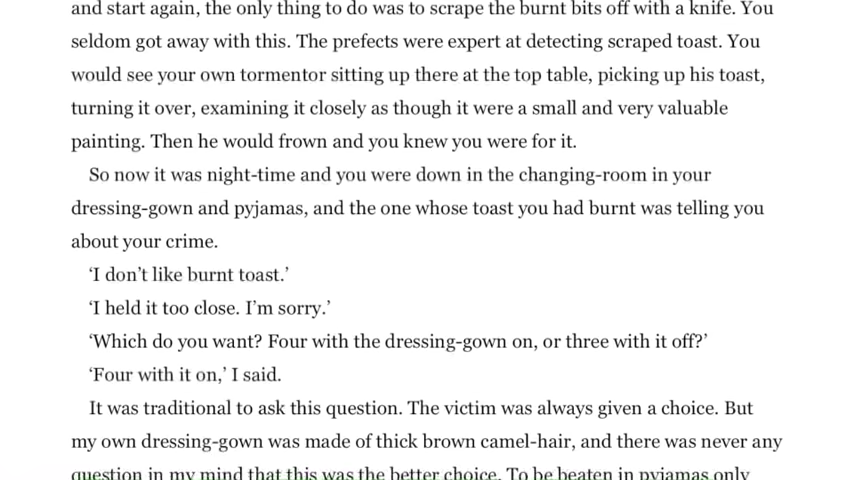 and start again, the only thing to do was to scrape the burnt bits off with a knife. You
seldom got away with this. The prefects were expert at detecting scraped toast. You
would see your own tormentor sitting up there at the top table, picking up his toast,
turning it over, examining it closely as though it were a small and very valuable
painting. Then he would frown and you knew you were for it.
So now it was night-time and you were down in the changing-room in your
dressing-gown and pyjamas, and the one whose toast you had burnt was telling you
about your crime.
‘I don’t like burnt toast.’
‘I held it too close. I’m sorry.’
‘Which do you want? Four with the dressing-gown on, or three with it off?’
‘Four with it on,’ I said.
It was traditional to ask this question. The victim was always given a choice. But
my own dressing-gown was made of thick brown camel-hair, and there was never any
question in my mind that this was the better choice. To be beaten in pyjamas only